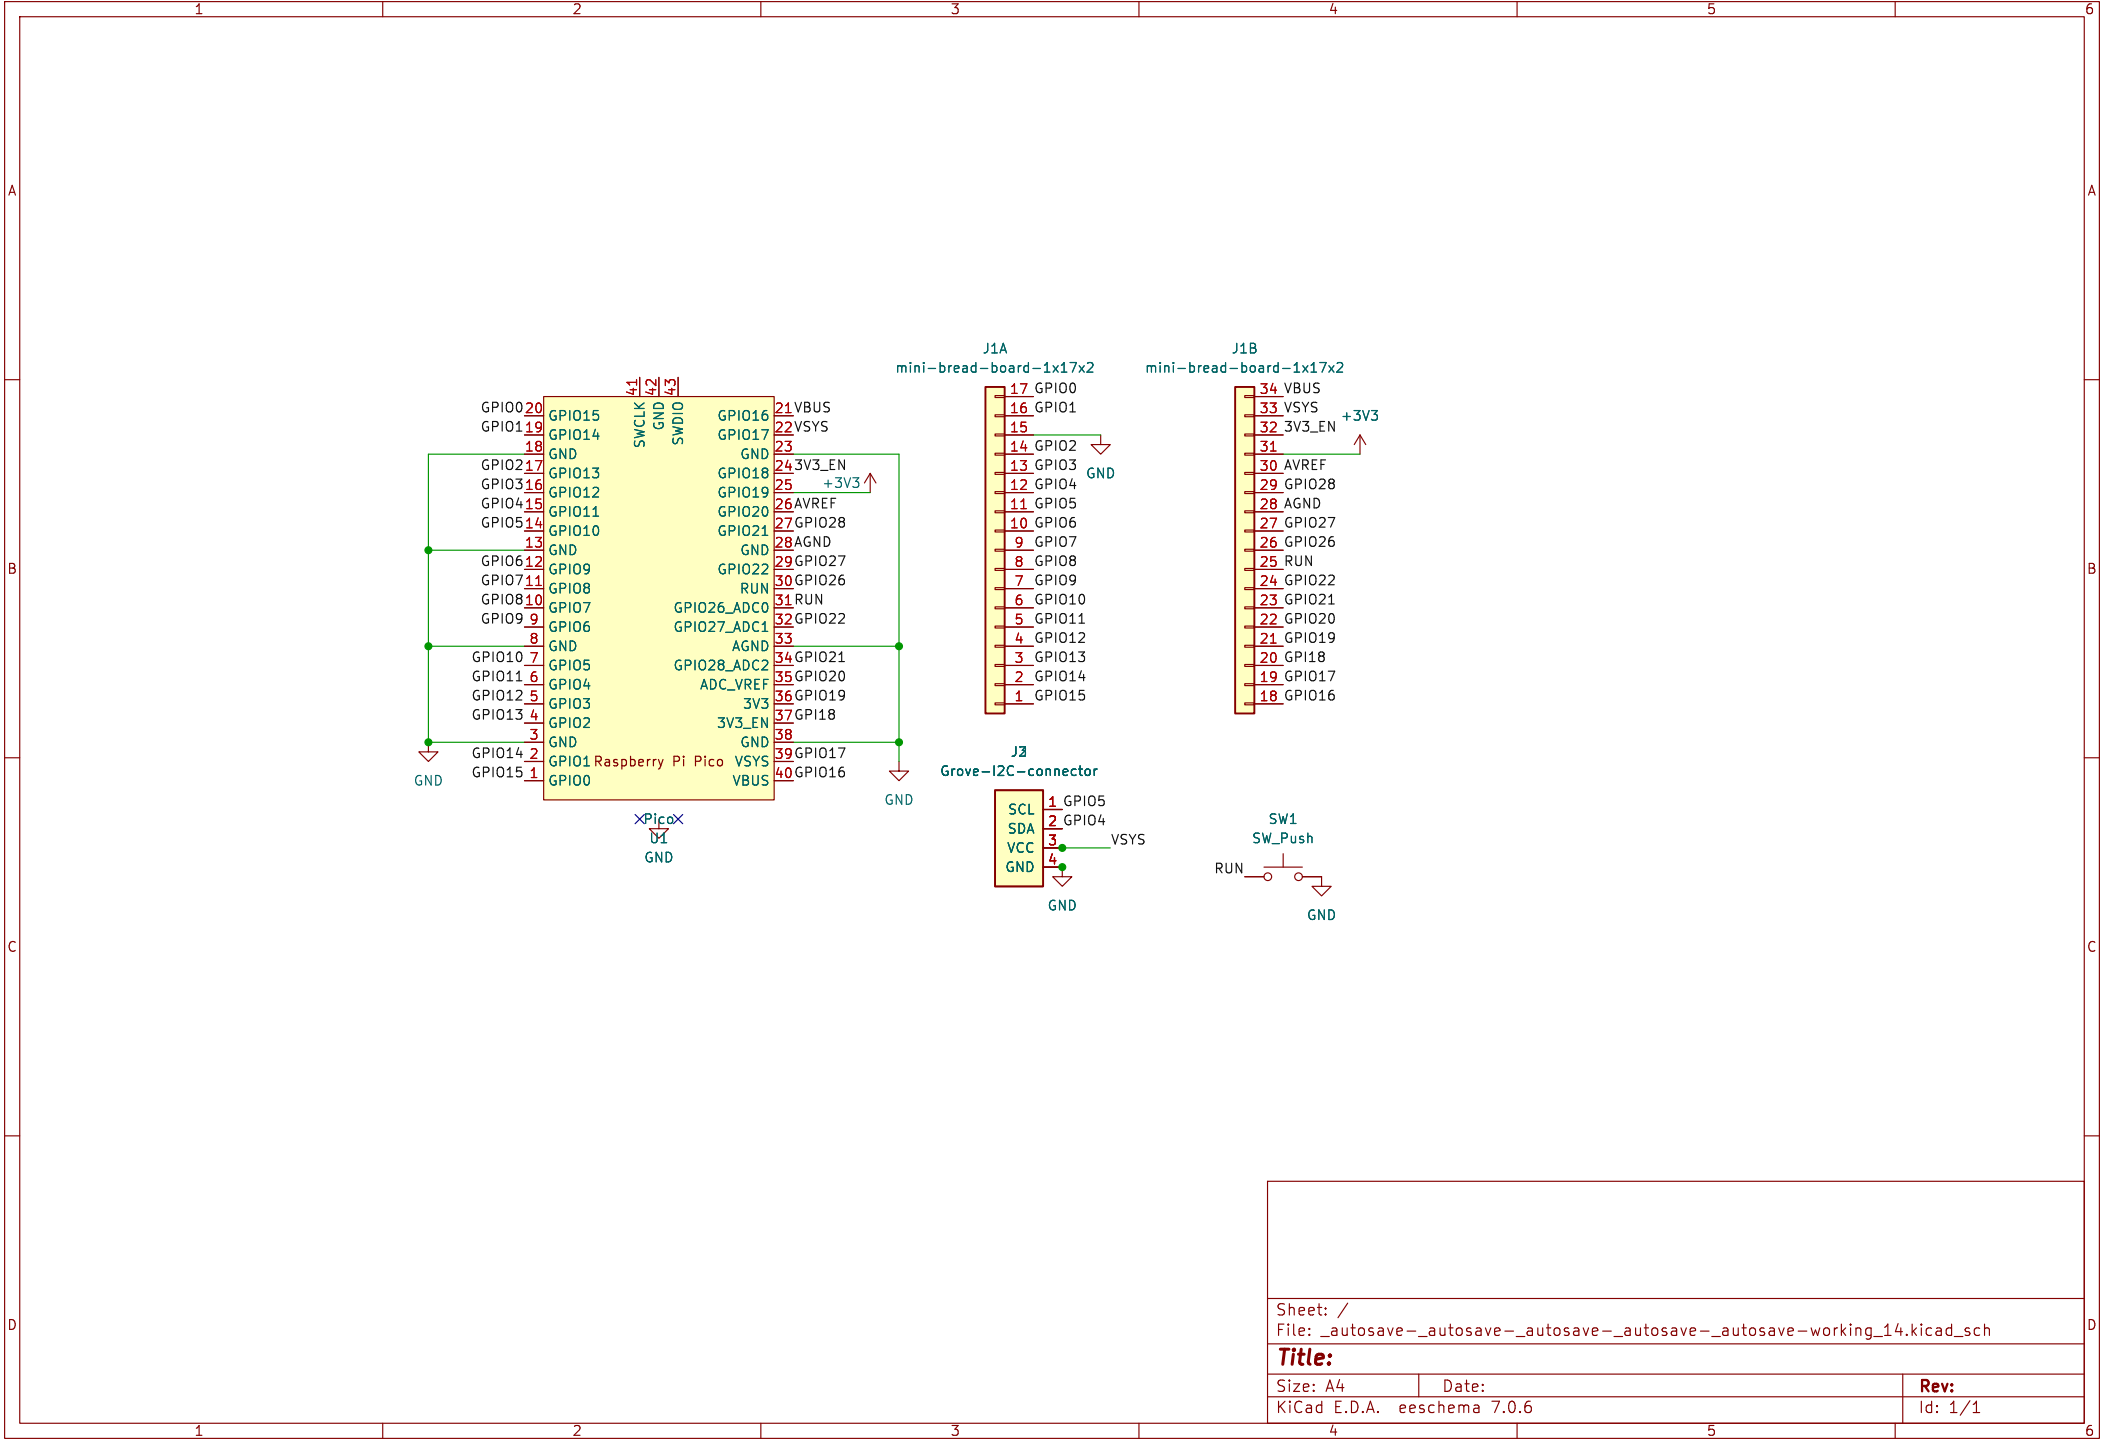 1 2 3 4 5 6
A A
B B
C C
D D
J1A
mini-bread-board-1x17x2
17 GPIO0
16 GPIO1
15
14 GPIO2
13 GPIO3
12 GPIO4
11 GPIO5
10 GPIO6
9 GPIO7
8 GPIO8
7 GPIO9
6 GPIO10
5 GPIO11
4 GPIO12
3 GPIO13
2 GPIO14
1 GPIO15
GND
J1B
mini-bread-board-1x17x2
34 VBUS
33 VSYS
32 3V3_EN
31
30 AVREF
29 GPIO28
28 AGND
27 GPIO27
26 GPIO26
25 RUN
24 GPIO22
23 GPIO21
22 GPIO20
21 GPIO19
20 GPI18
19 GPIO17
18 GPIO16
+3V3
41 42 43
SWCLK GND SWDIO
GPIO0 20 GPIO15
GPIO1 19 GPIO14
18 GND
GPIO2 17 GPIO13
GPIO3 16 GPIO12
GPIO4 15 GPIO11
GPIO5 14 GPIO10
13 GND
GPIO6 12 GPIO9
GPIO7 11 GPIO8
GPIO8 10 GPIO7
GPIO9 9 GPIO6
8 GND
GPIO10 7 GPIO5
GPIO11 6 GPIO4
GPIO12 5 GPIO3
GPIO13 4 GPIO2
3 GND
GPIO14 2 GPIO1
GPIO15 1 GPIO0
GND
GPIO16 21 VBUS
GPIO17 22 VSYS
GND 23
GPIO18 24 3V3_EN
GPIO19 25 +3V3
GPIO20 26 AVREF
GPIO21 27 GPIO28
GND 28 AGND
GPIO22 29 GPIO27
RUN 30 GPIO26
GPIO26_ADC0 31 RUN
GPIO27_ADC1 32 GPIO22
AGND 33
GPIO28_ADC2 34 GPIO21
ADC_VREF 35 GPIO20
3V3 36 GPIO19
3V3_EN 37 GPI18
GND 38
VSYS 39 GPIO17
VBUS 40 GPIO16
GND
Raspberry Pi Pico
Pico
U1
GND
Grove-I2C-connector
SCL 1 GPIO5
SDA 2 GPIO4
VCC 3 VSYS
GND 4
GND
SW1
SW_Push
RUN
GND
Sheet: /
File: _autosave-_autosave-_autosave-_autosave-_autosave-working_14.kicad_sch
Title:
Size: A4 Date: Rev:
KiCad E.D.A. eeschema 7.0.6 Id: 1/1
1 2 3 4 5 6